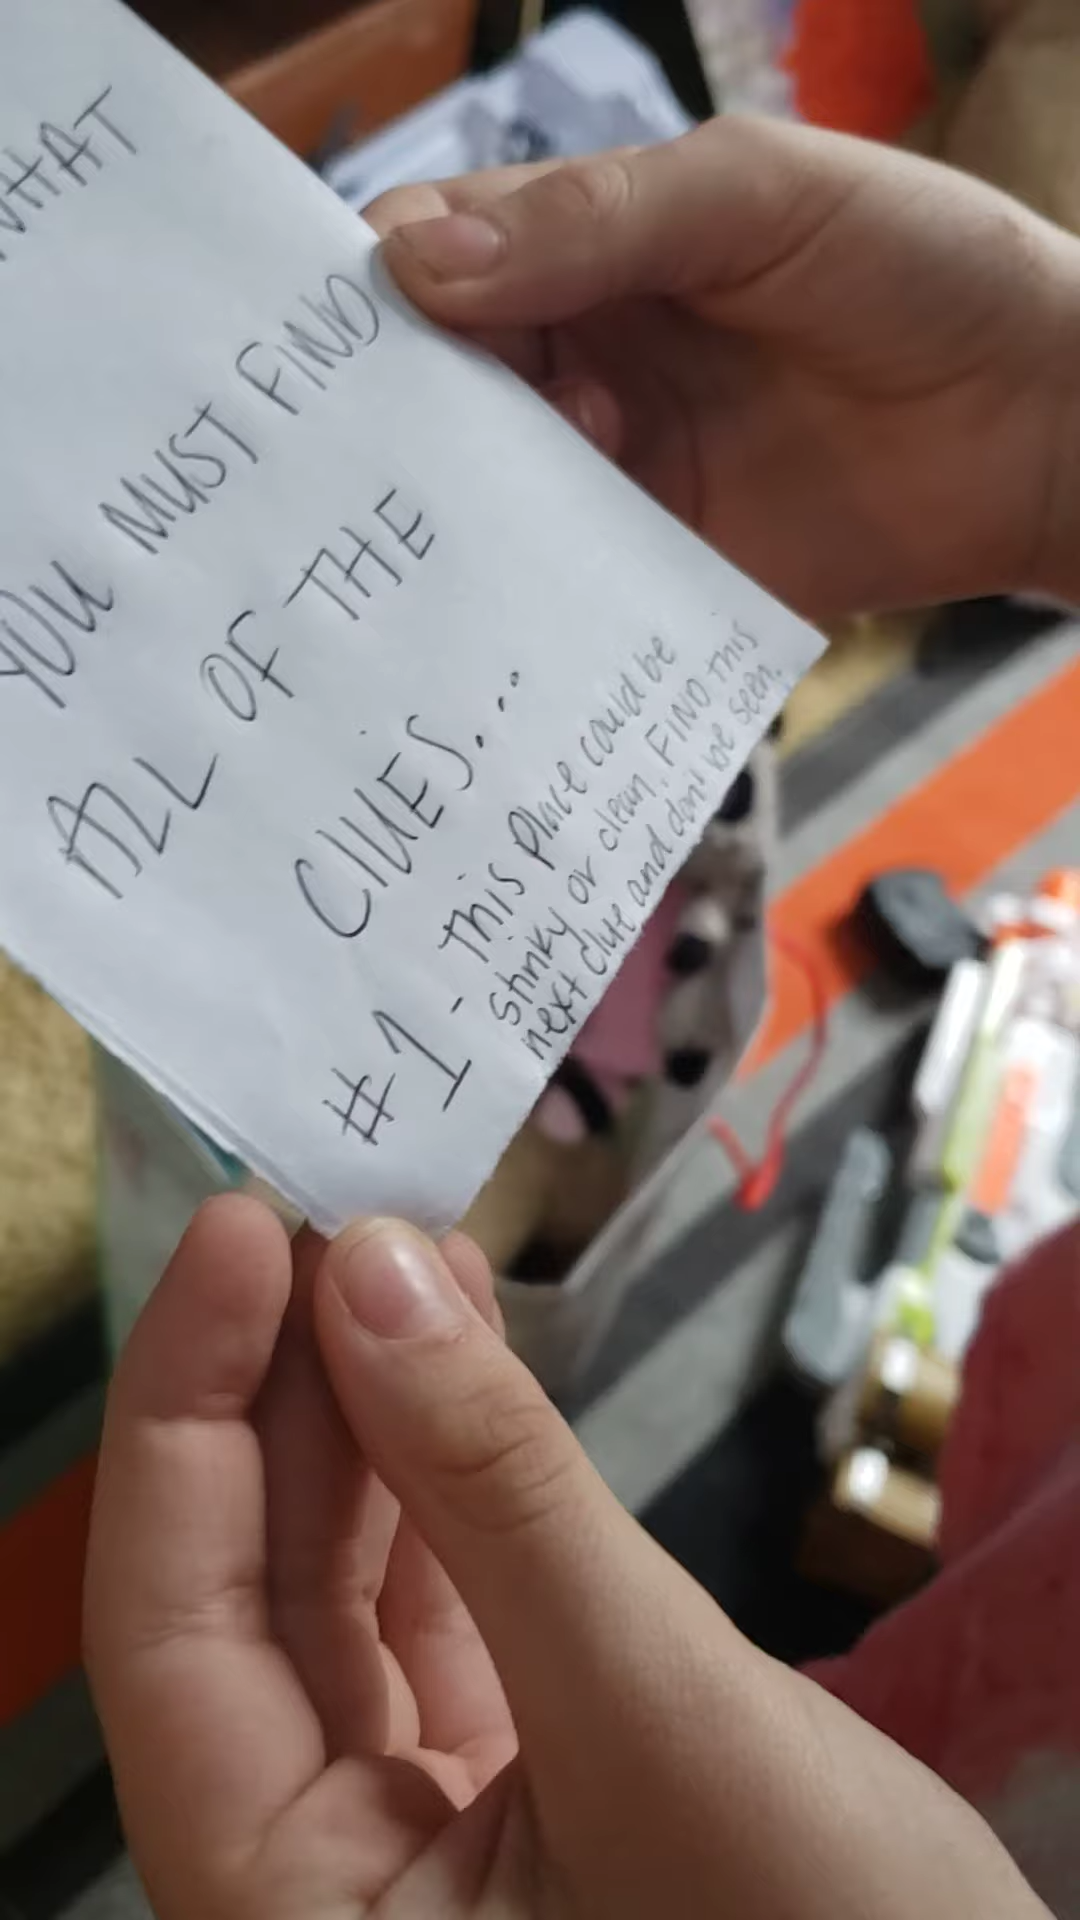 WHAT
YOU MUST FIND
ALL OF THE
ClUES....
#1 - This place could be
stinky or clean. FIND this
next clue and don't be seen.